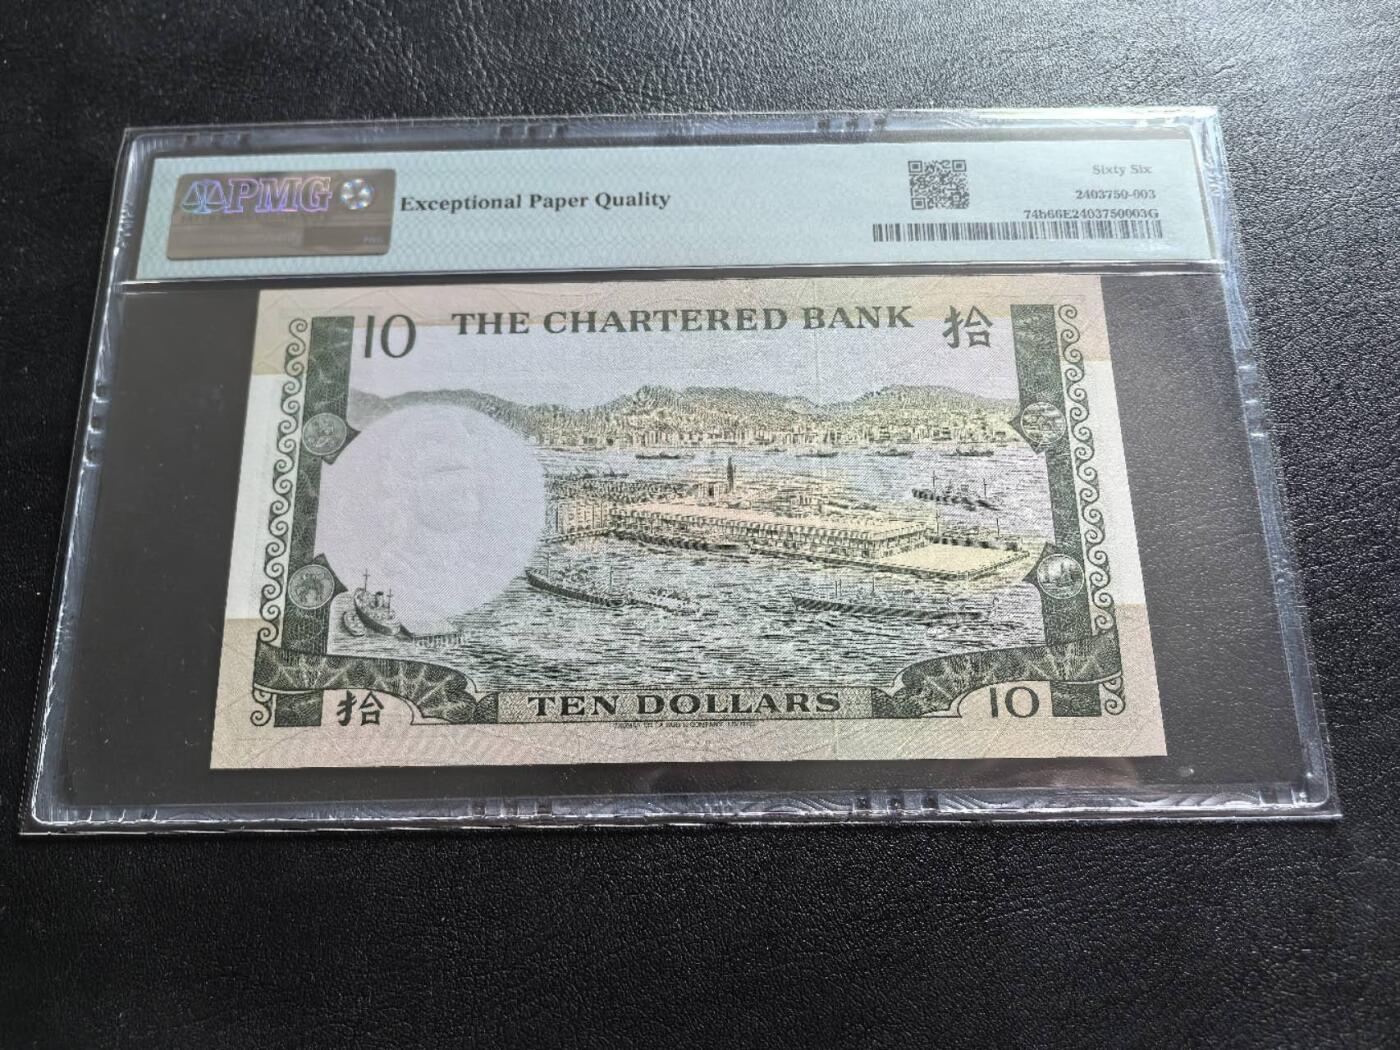 PMG
Exceptional Paper Quality
Sixty Six
2403750-003
74b66E2403750003G
10 THE CHARTERED BANK 拾
拾 TEN DOLLARS 10